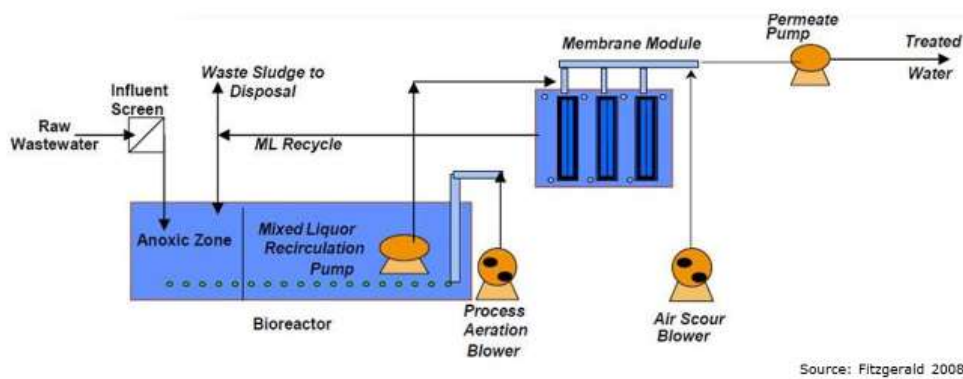 Permeate
Pump
Treated
Water
Membrane Module
Waste Sludge to
Disposal
Influent
Screen
Raw
Wastewater
ML Recycle
Anoxic Zone
Mixed Liquor
Recirculation
Pump
Bioreactor
Process
Aeration
Blower
Air Scour
Blower
Source: Fitzgerald 2008